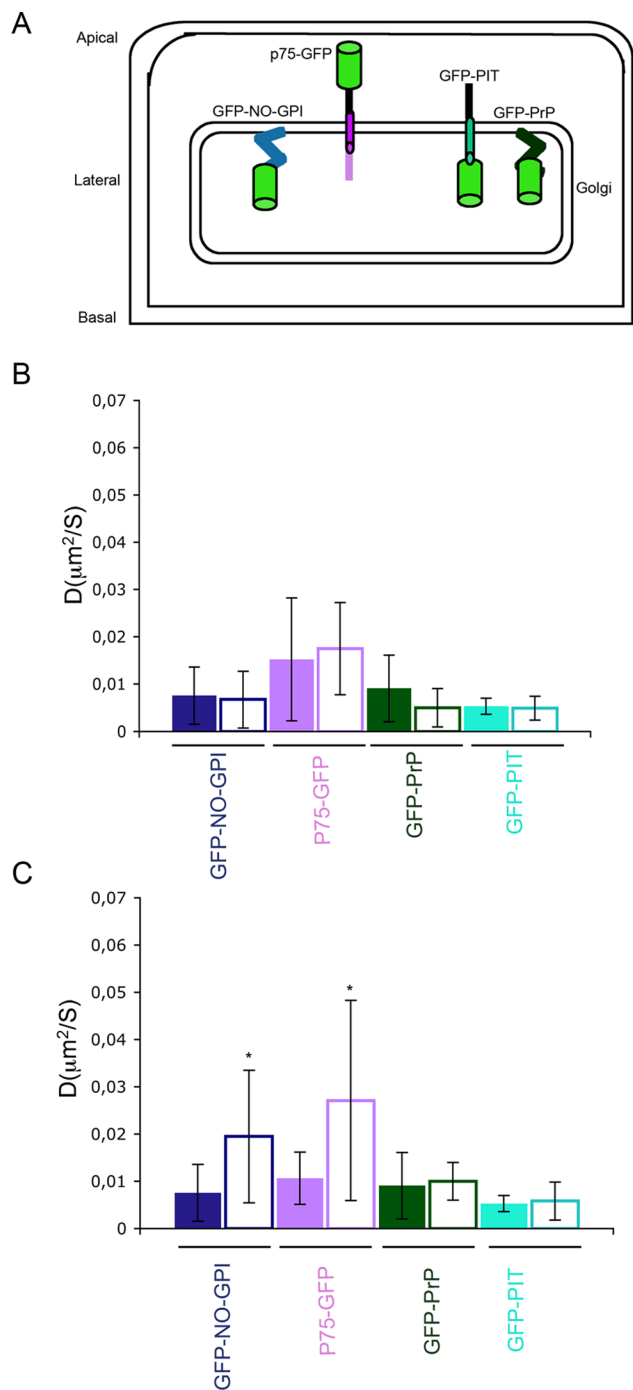 A
Apical
p75-GFP
GFP-PIT
GFP-NO-GPI
GFP-PrP
Lateral
Golgi
Basal
B
0,07
0,06
0,05
0,04
0,03
0,02
0,01
0
D(μm²/S)
GFP-NO-GPI
P75-GFP
GFP-PrP
GFP-PIT
C
0,07
0,06
0,05
0,04
0,03
0,02
0,01
0
D(μm²/S)
*
*
GFP-NO-GPI
P75-GFP
GFP-PrP
GFP-PIT